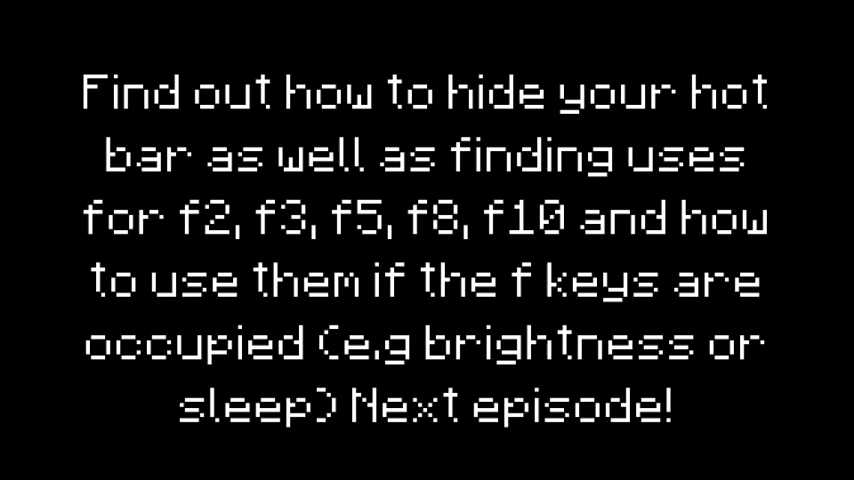 Find out how to hide your hot
bar as well as finding uses
for f2, f3, f5, f8, f10 and how
to use them if the f keys are
occupied (e.g brightness or
sleep) Next episode!